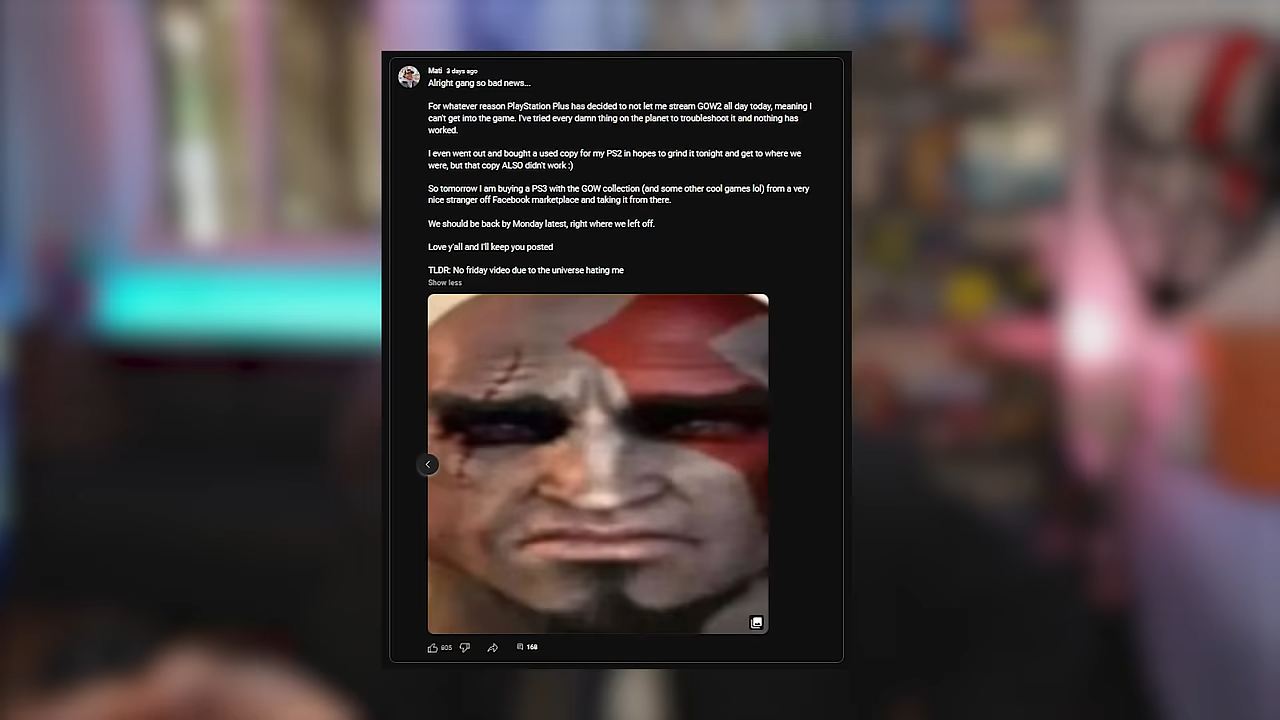 Mati 3 days ago
Alright gang so bad news...
For whatever reason PlayStation Plus has decided to not let me stream GOW2 all day today, meaning I
can't get into the game. I've tried every damn thing on the planet to troubleshoot it and nothing has
worked.
I even went out and bought a used copy for my PS2 in hopes to grind it tonight and get to where we
were, but that copy ALSO didn't work :)
So tomorrow I am buying a PS3 with the GOW collection (and some other cool games lol) from a very
nice stranger off Facebook marketplace and taking it from there.
We should be back by Monday latest, right where we left off.
Love y'all and I'll keep you posted
TLDR: No friday video due to the universe hating me
Show less
605 168